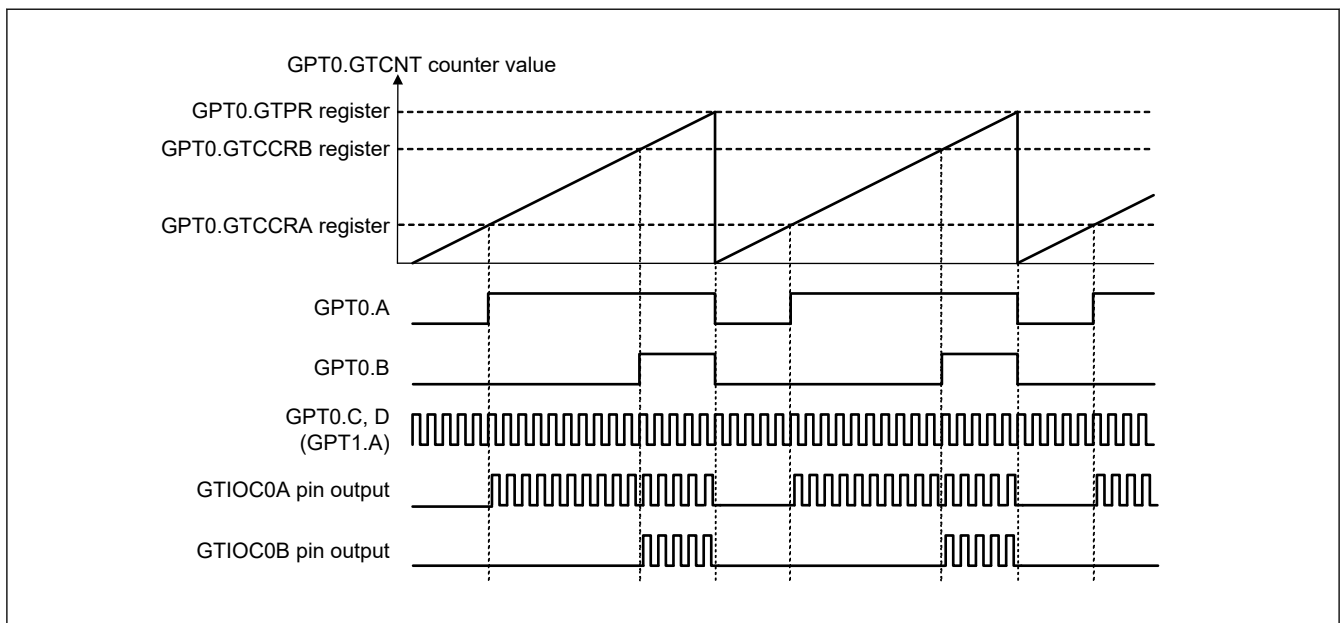 GPT0.GTCNT counter value
GPT0.GTPR register
GPT0.GTCCRB register
GPT0.GTCCRA register
GPT0.A
GPT0.B
GPT0.C, D
(GPT1.A)
GTIOC0A pin output
GTIOC0B pin output